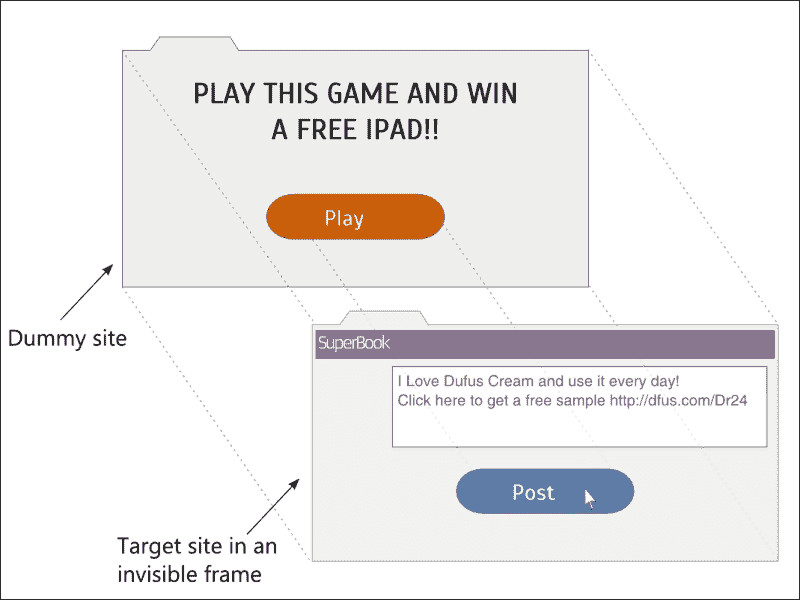 PLAY THIS GAME AND WIN
A FREE IPAD!!
Play
Dummy site
SuperBook
I Love Dufus Cream and use it every day!
Click here to get a free sample http://dfus.com/Dr24
Post
Target site in an
invisible frame